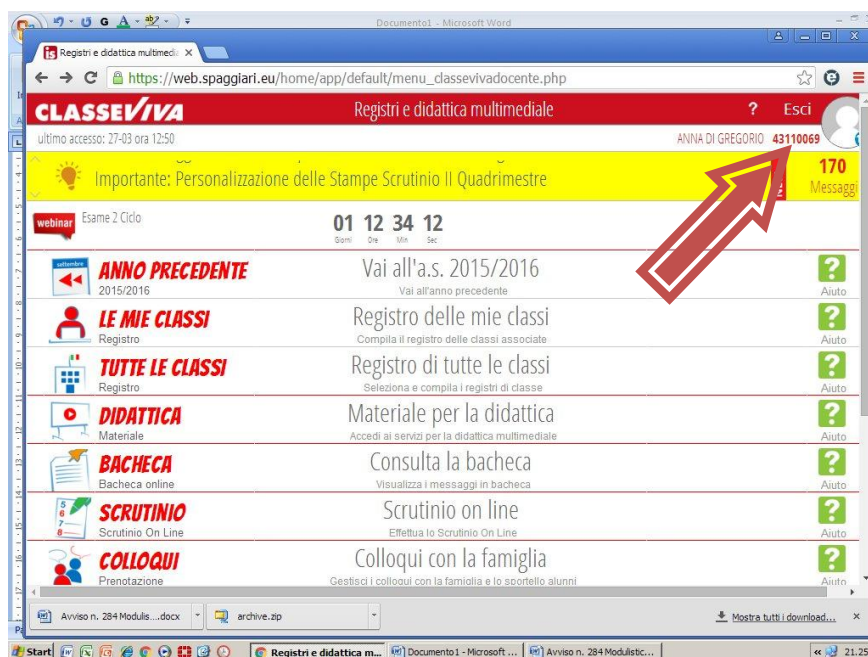 Documento1 - Microsoft Word
Registri e didattica multimedi
https://web.spaggiari.eu/home/app/default/menu_classevivadocente.php
CLASSEVIVA Registri e didattica multimediale ? Esci
ultimo accesso: 27-03 ora 12:50 ANNA DI GREGORIO 43110069
Importante: Personalizzazione delle Stampe Scrutinio II Quadrimestre
170
Messaggi
webinar Esame 2 Ciclo
01 12 34 12
Giorni Ore Min Sec
settembre
ANNO PRECEDENTE Vai all'a.s. 2015/2016
2015/2016 Vai all'anno precedente Aiuto
LE MIE CLASSI Registro delle mie classi
Registro Compila il registro delle classi associate Aiuto
TUTTE LE CLASSI Registro di tutte le classi
Registro Seleziona e compila i registri di classe Aiuto
DIDATTICA Materiale per la didattica
Materiale Accedi ai servizi per la didattica multimediale Aiuto
BACHECA Consulta la bacheca
Bacheca online Visualizza i messaggi in bacheca Aiuto
SCRUTINIO Scrutinio on line
Scrutinio On Line Effettua lo Scrutinio On Line Aiuto
COLLOQUI Colloqui con la famiglia
Prenotazione Gestisci i colloqui con la famiglia e lo sportello alunni Aiuto
Avviso n. 284 Modulis....docx archive.zip Mostra tutti i download...
Start Registri e didattica m... Documento1 - Microsoft ... Avviso n. 284 Modulistic...